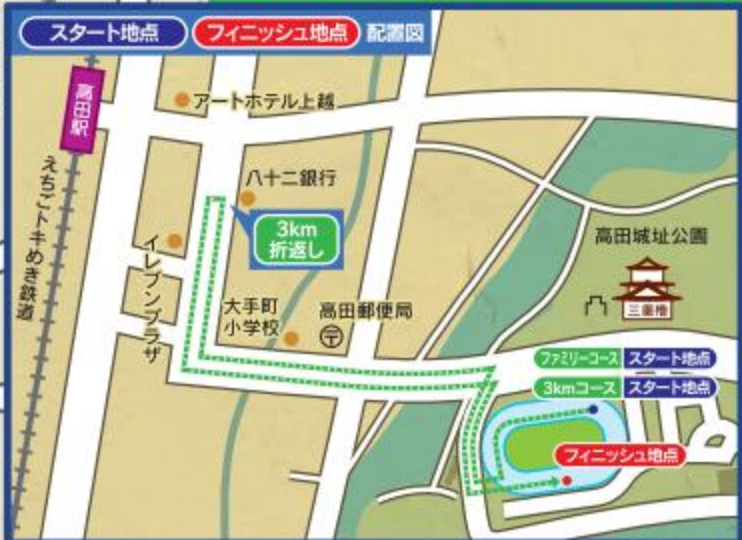 スタート地点 フィニッシュ地点 配置図
高田駅
アートホテル上越
えちごトキめき鉄道
八十二銀行
3km
折返し
イレブンプラザ
大手町
小学校
高田郵便局
〒
高田城址公園
三重櫓
ファミリーコース スタート地点
3kmコース スタート地点
フィニッシュ地点